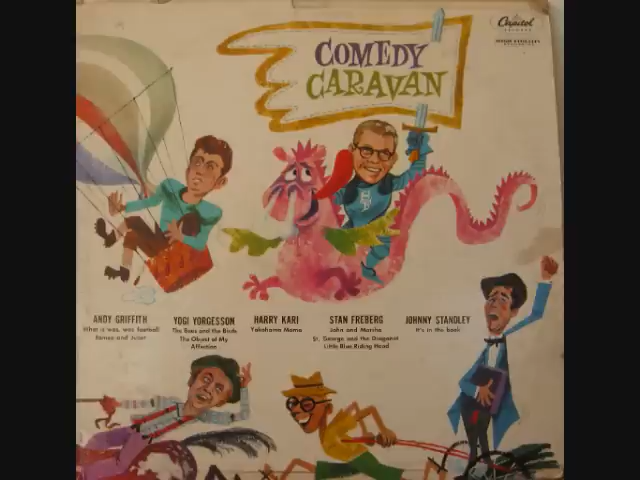 COMEDY
CARAVAN
Capitol
RECORDS
ANDY GRIFFITH
What it was, was football
Romeo and Juliet
YOGI YORGESSON
The Bees and the Birds
The Object of My
Affection
HARRY KARI
Yokohama Mama
STAN FREBERG
John and Marsha
St. George and the Dragonet
Little Blue Riding Hood
JOHNNY STANDLEY
It's in the book